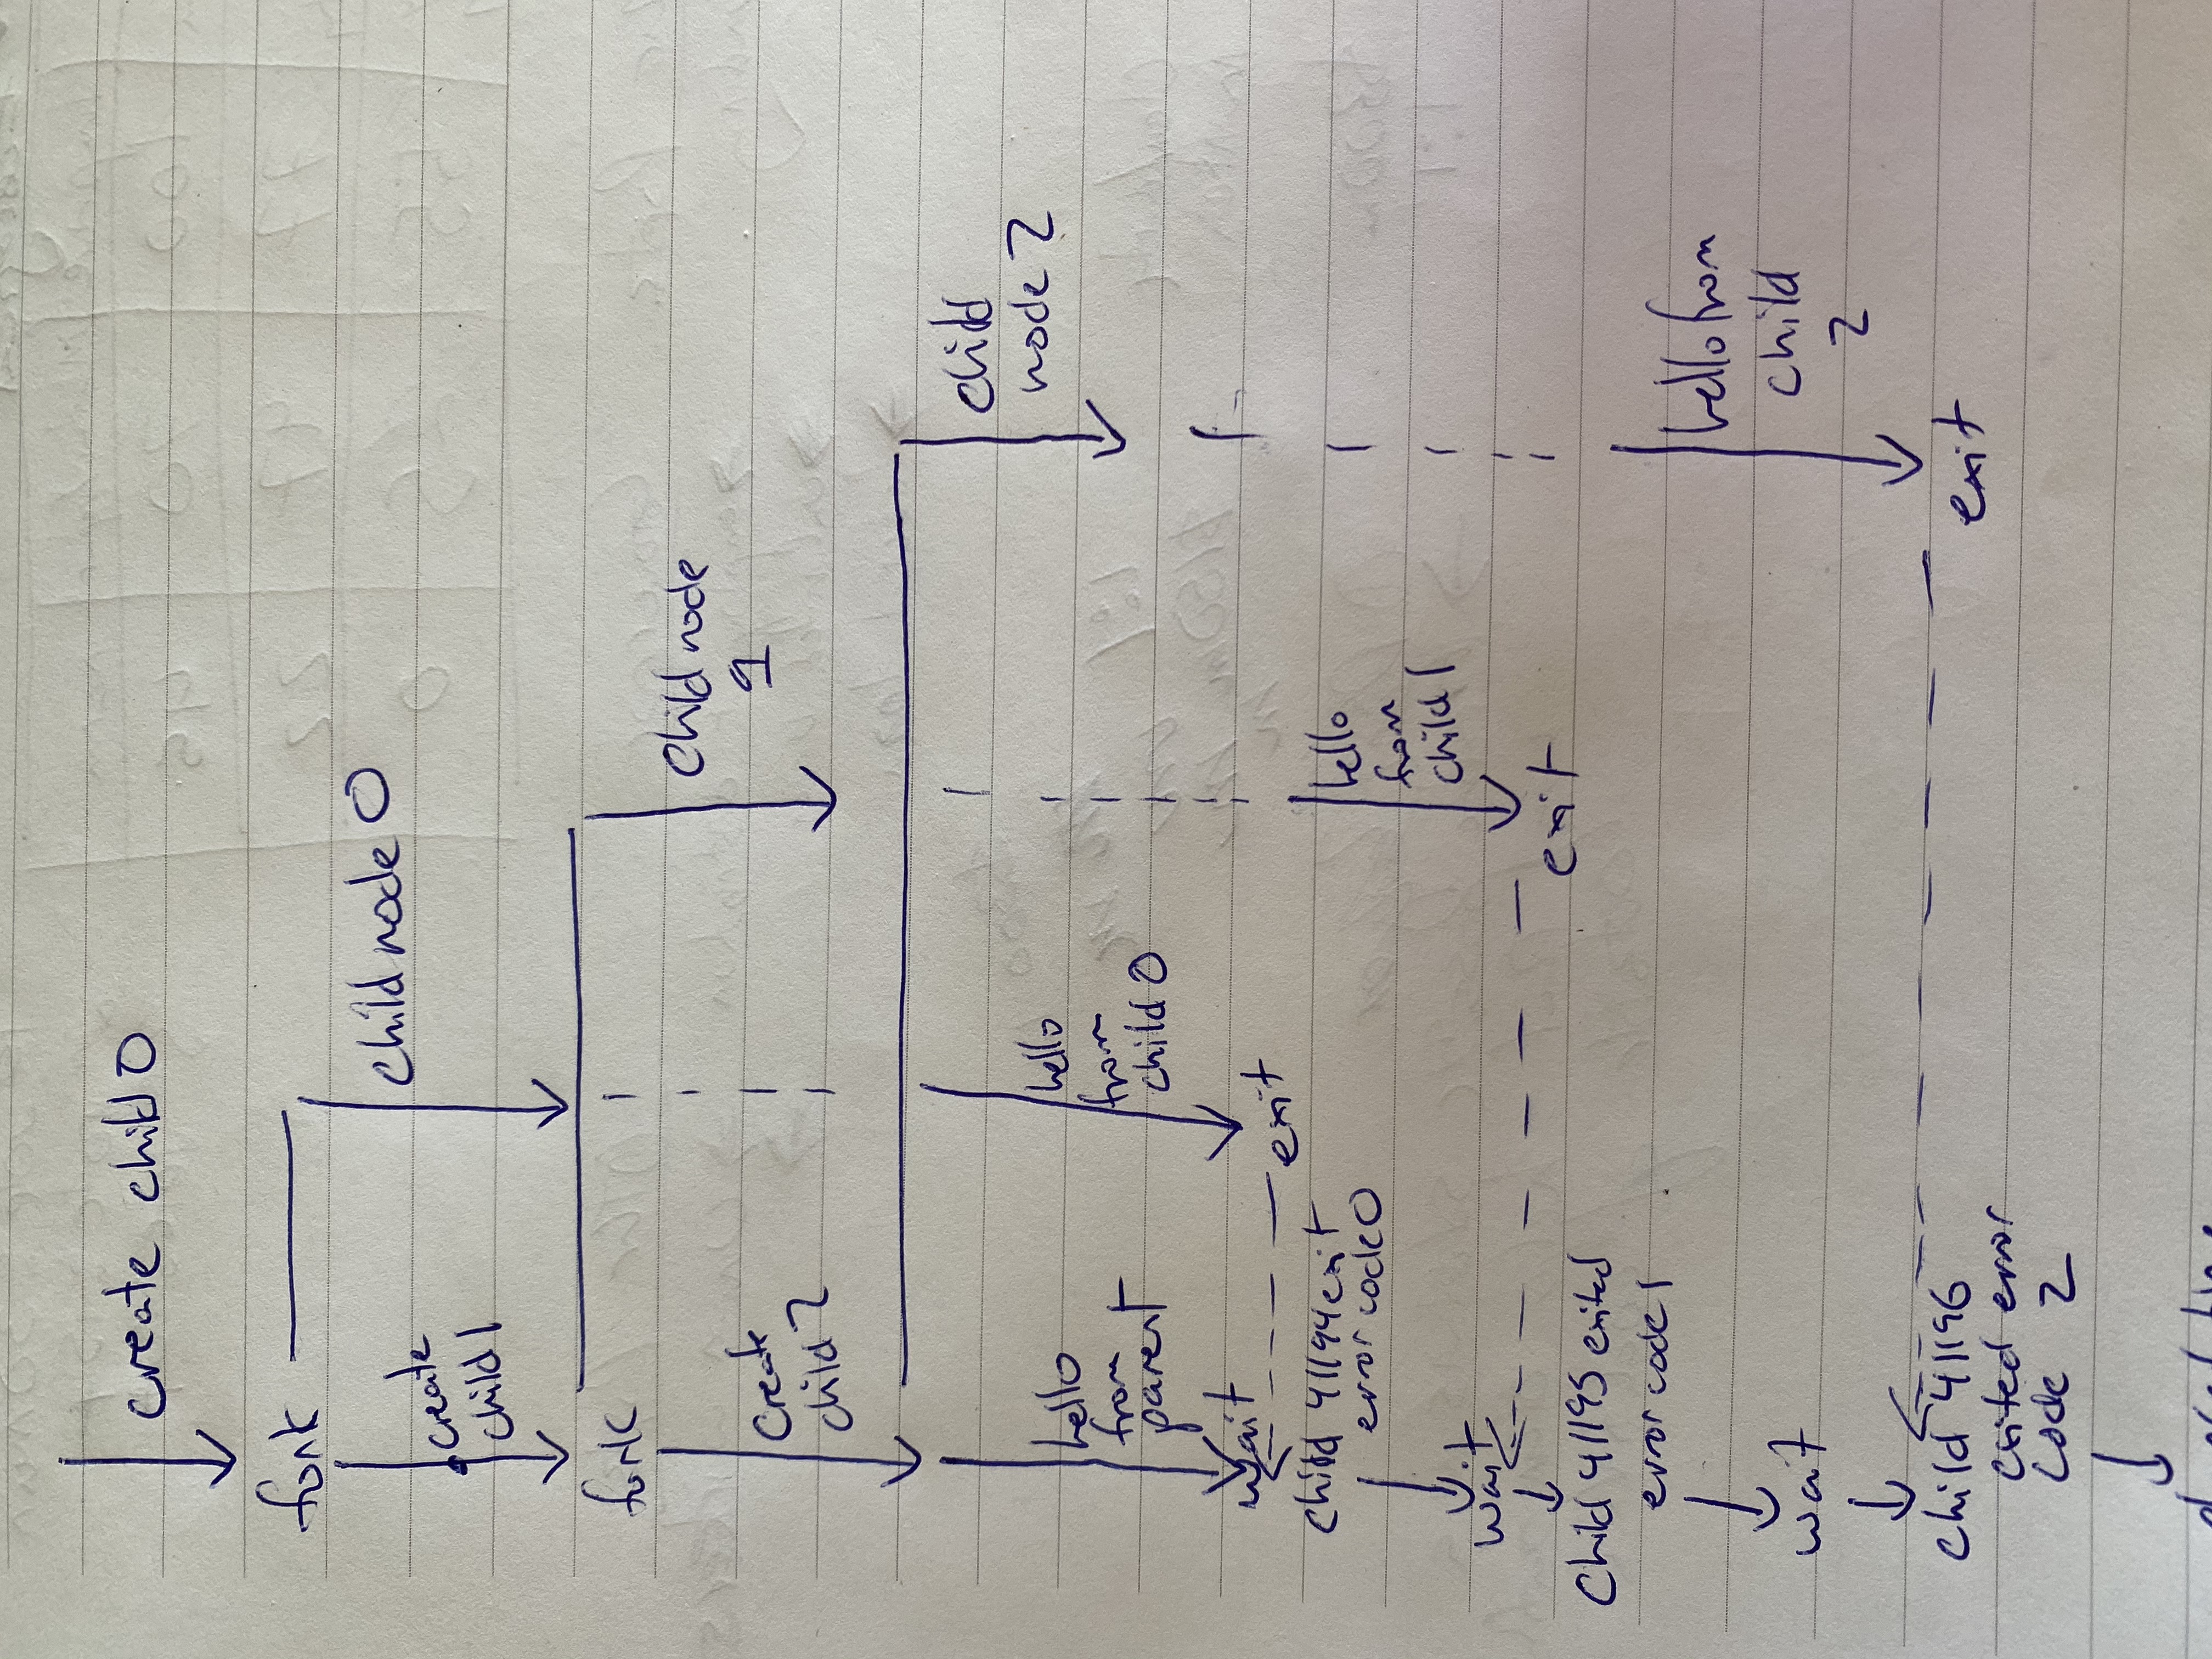 create child 0
fork
child node 0
create
child 1
fork
child node
1
create
child 2
child
node 2
hello
from
parent
hello
from
child 0
wait
exit
child 41194 exit
error code 0
hello
from
child 1
wait
exit
child 41195 exited
error code 1
hello from
child
2
wait
child 41196
exited error
code 2
exit